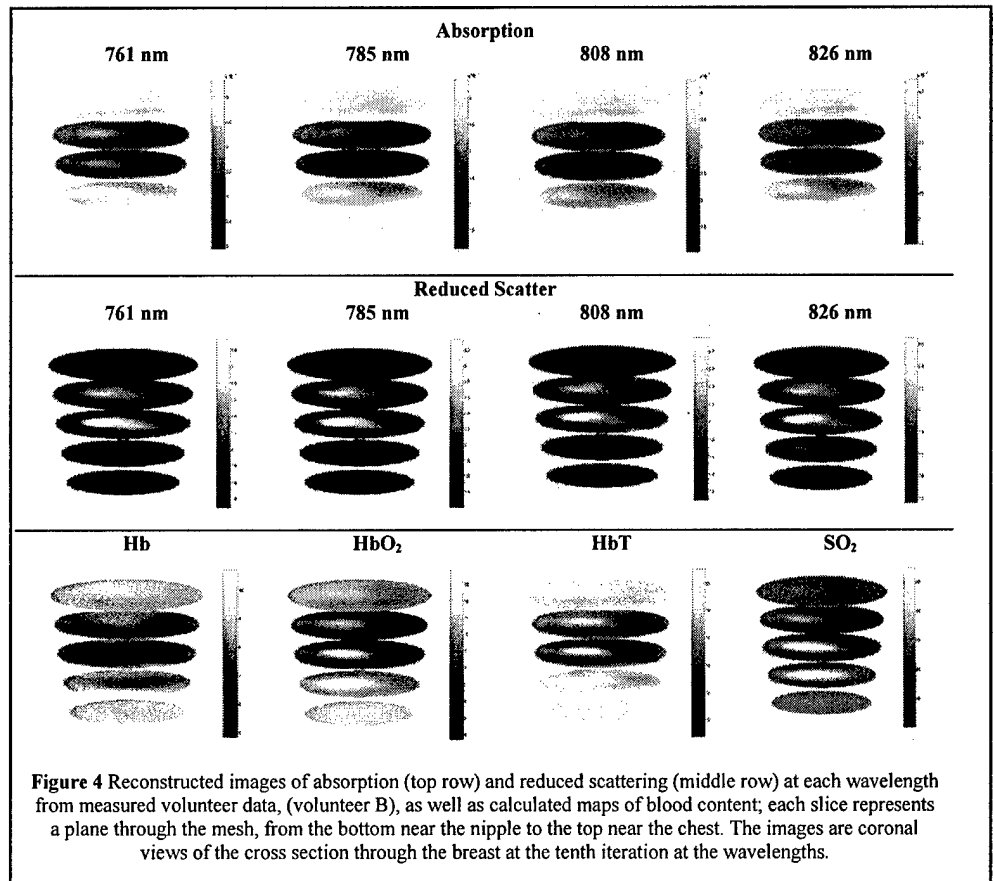 Absorption
761 nm 785 nm 808 nm 826 nm
Reduced Scatter
761 nm 785 nm 808 nm 826 nm
Hb HbO₂ HbT SO₂
Figure 4 Reconstructed images of absorption (top row) and reduced scattering (middle row) at each wavelength
from measured volunteer data, (volunteer B), as well as calculated maps of blood content; each slice represents
a plane through the mesh, from the bottom near the nipple to the top near the chest. The images are coronal
views of the cross section through the breast at the tenth iteration at the wavelengths.